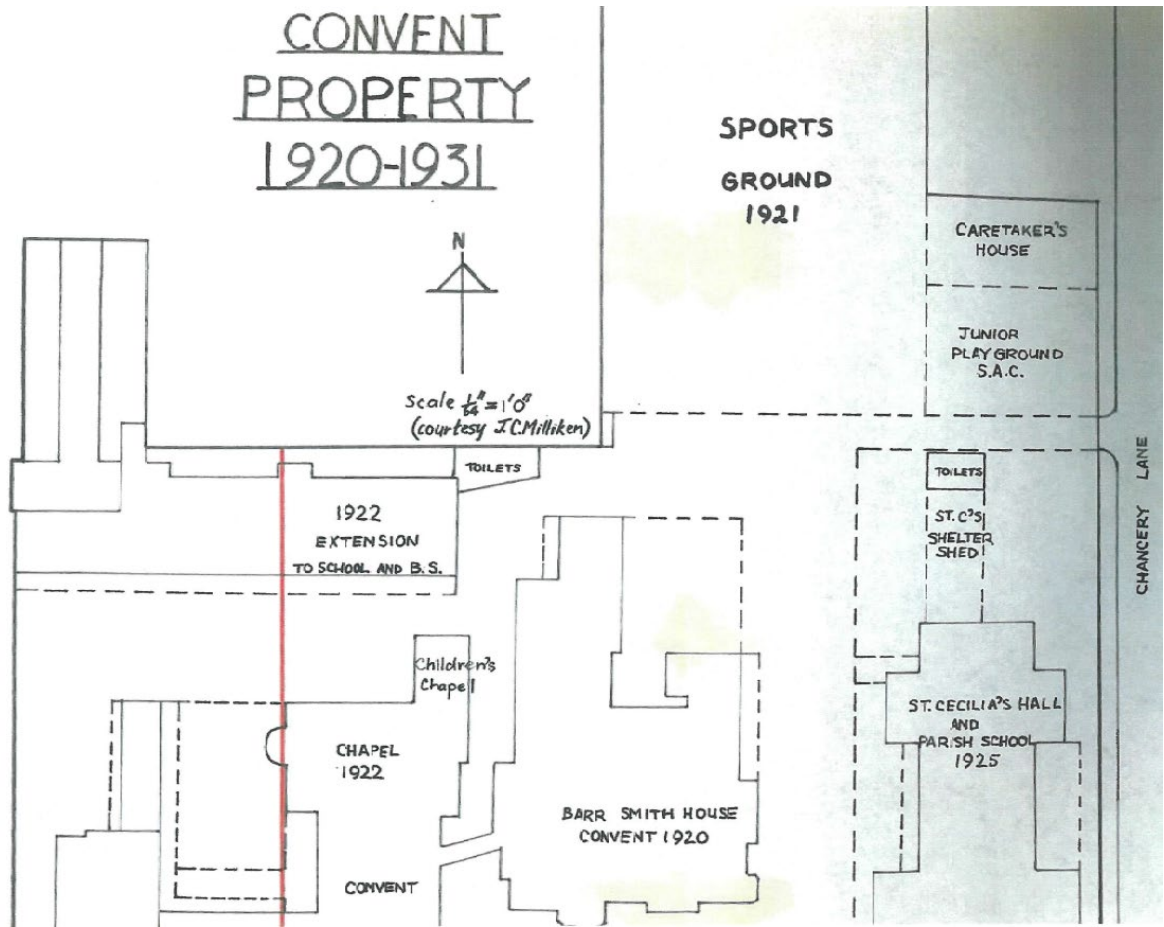 CONVENT
PROPERTY
1920-1931
SPORTS
GROUND
1921
CARETAKER'S
HOUSE
N
JUNIOR
PLAYGROUND
S.A.C.
Scale 1/64" = 1'0"
(courtesy J.C.Milliken)
TOILETS
1922
EXTENSION
TO SCHOOL AND B.S.
TOILETS
ST. C'S
SHELTER
SHED
CHANCERY LANE
Children's
Chapel
CHAPEL
1922
ST. CECILIA'S HALL
AND
PARISH SCHOOL
1925
BARR SMITH HOUSE
CONVENT 1920
CONVENT